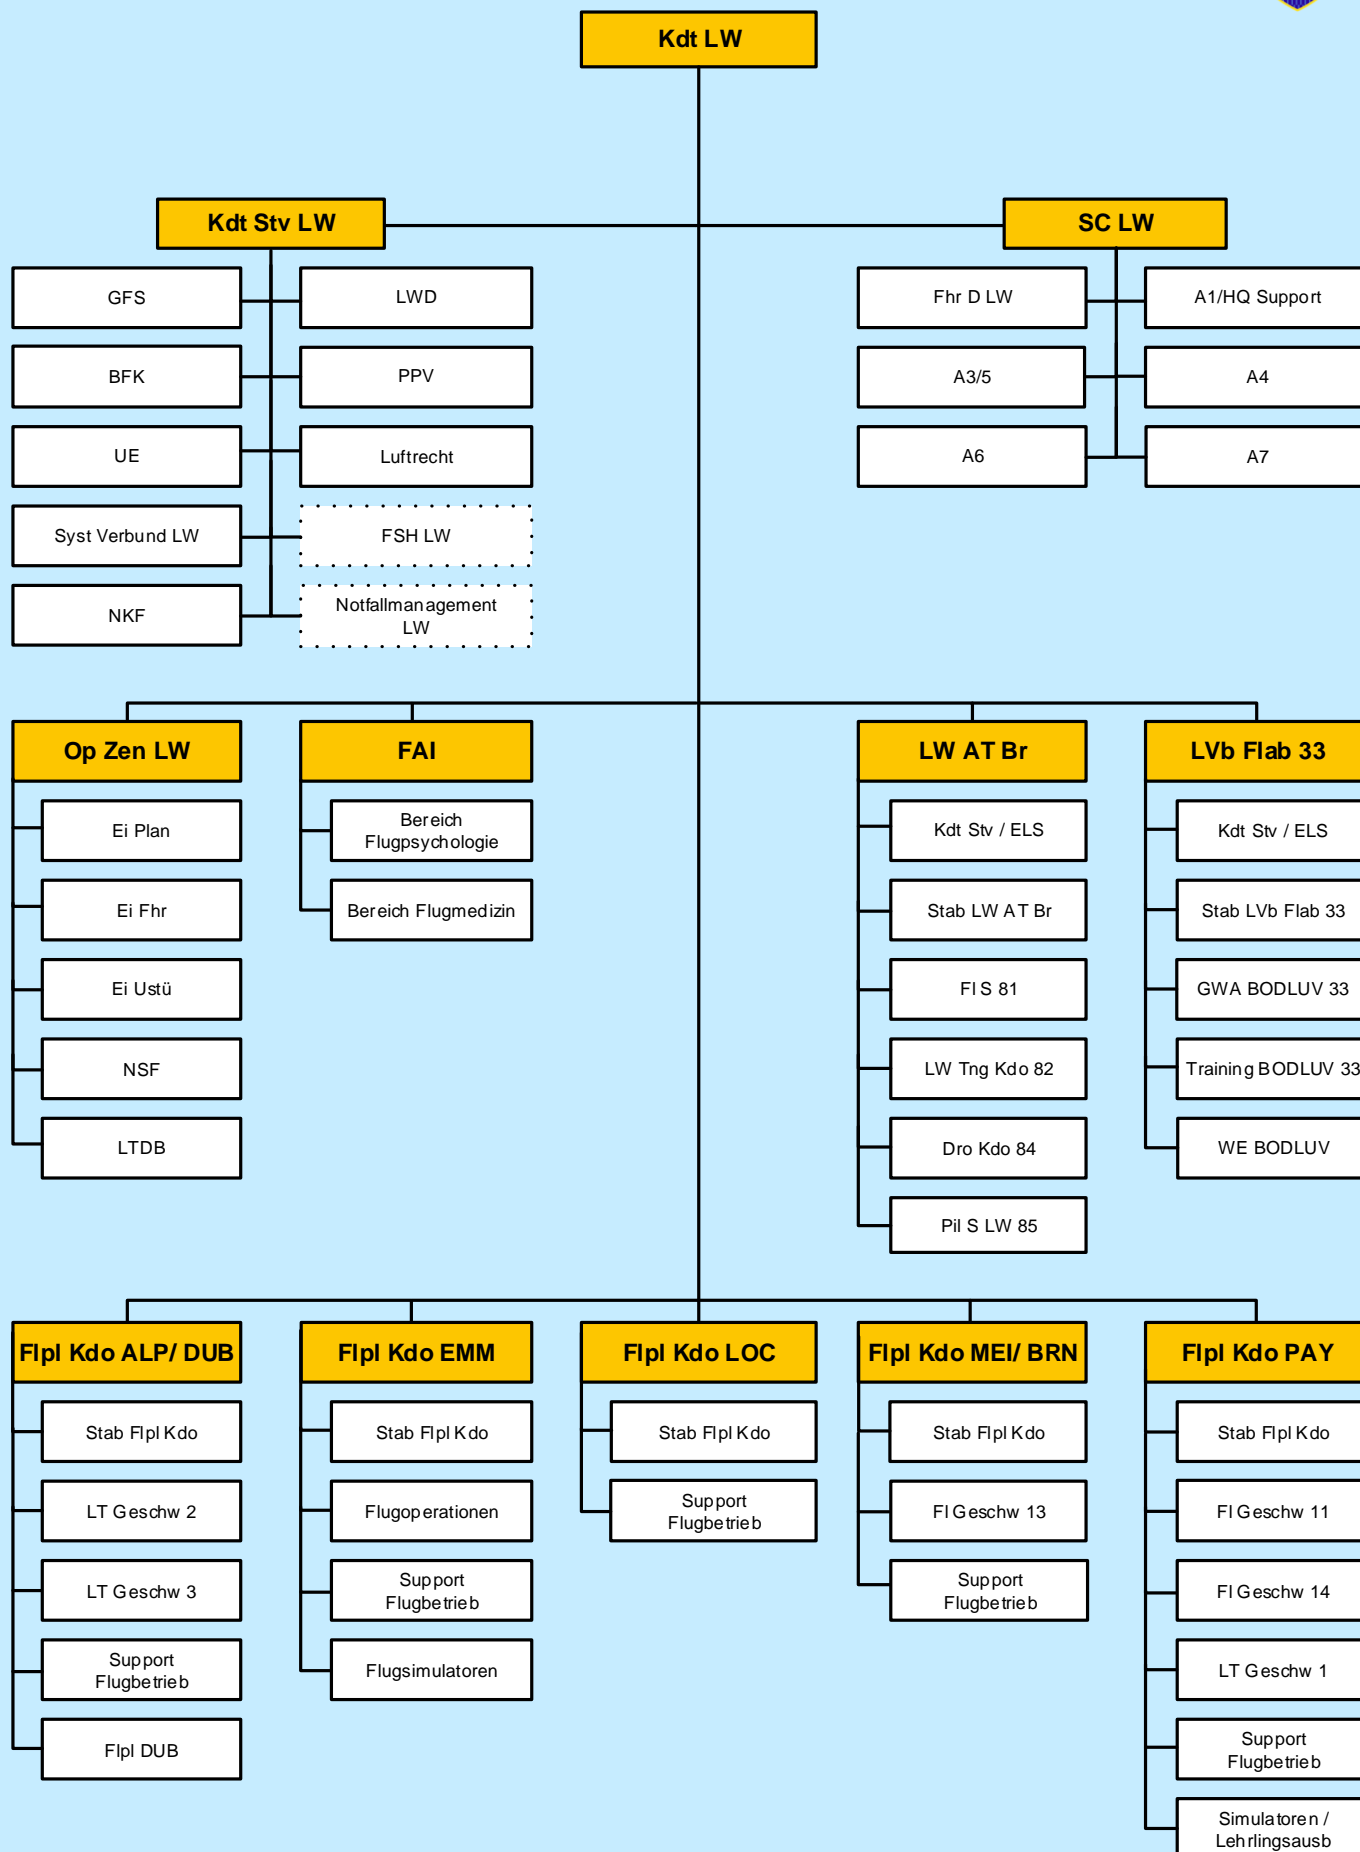 Kdt LW
Kdt Stv LW
SC LW
GFS
LWD
BFK
PPV
UE
Luftrecht
Syst Verbund LW
FSH LW
NKF
Notfallmanagement
LW
Fhr D LW
A1/HQ Support
A3/5
A4
A6
A7
Op Zen LW
Ei Plan
Ei Fhr
Ei Ustü
NSF
LTDB
FAI
Bereich
Flugpsychologie
Bereich Flugmedizin
LW AT Br
Kdt Stv / ELS
Stab LW AT Br
Fl S 81
LW Tng Kdo 82
Dro Kdo 84
Pil S LW 85
LVb Flab 33
Kdt Stv / ELS
Stab LVb Flab 33
GWA BODLUV 33
Training BODLUV 33
WE BODLUV
Flpl Kdo ALP/ DUB
Stab Flpl Kdo
LT Geschw 2
LT Geschw 3
Support
Flugbetrieb
Flpl DUB
Flpl Kdo EMM
Stab Flpl Kdo
Flugoperationen
Support
Flugbetrieb
Flugsimulatoren
Flpl Kdo LOC
Stab Flpl Kdo
Support
Flugbetrieb
Flpl Kdo MEI/ BRN
Stab Flpl Kdo
Fl Geschw 13
Support
Flugbetrieb
Flpl Kdo PAY
Stab Flpl Kdo
Fl Geschw 11
Fl Geschw 14
LT Geschw 1
Support
Flugbetrieb
Simulatoren /
Lehrlingsausb